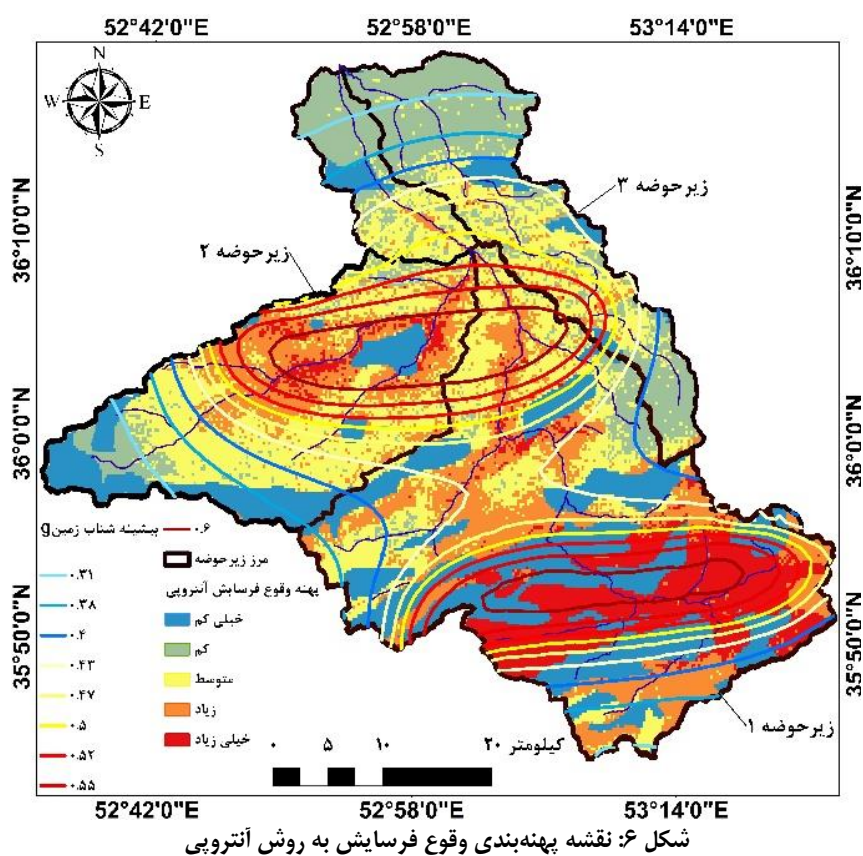 52°42'0"E 52°58'0"E 53°14'0"E
N
W E
S
36°10'0"N
36°10'0"N
زیرحوضه ۳
زیرحوضه ۲
36°0'0"N
36°0'0"N
بیشینه شتاب زمین g
۰.۳۱
۰.۳۸
۰.۴
۰.۴۳
۰.۴۷
۰.۵
۰.۵۲
۰.۵۵
۰.۶
مرز زیرحوضه
پهنه وقوع فرسایش آنتروپی
خیلی کم
کم
متوسط
زیاد
خیلی زیاد
35°50'0"N
35°50'0"N
زیرحوضه ۱
۰ ۵ ۱۰ ۲۰ کیلومتر
52°42'0"E 52°58'0"E 53°14'0"E
شکل ۶: نقشه پهنه‌بندی وقوع فرسایش به روش آنتروپی